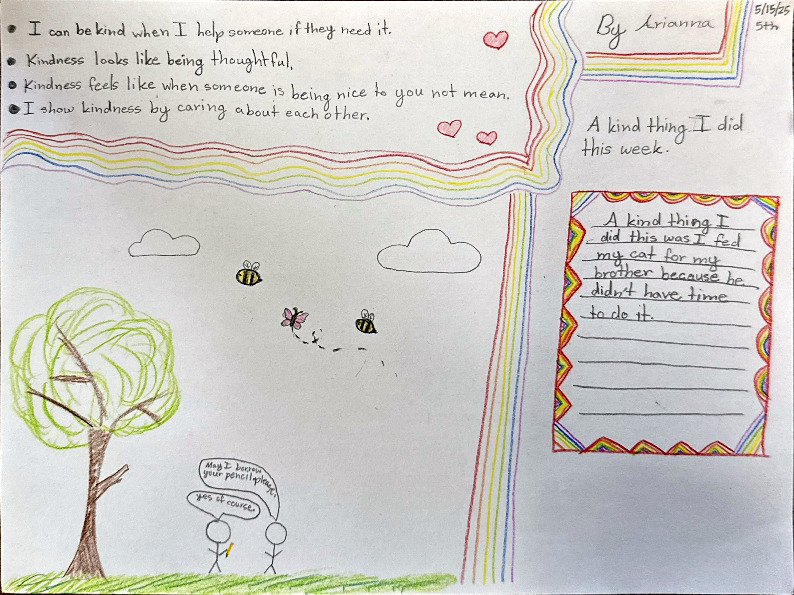 I can be kind when I help someone if they need it.
Kindness looks like being thoughtful.
Kindness feels like when someone is being nice to you not mean.
I show kindness by caring about each other.
By Arianna
5/15/25
5th
A kind thing I did
this week.
A kind thing I
did this was I fed
my cat for my
brother because he
didn't have time
to do it.
May I borrow
your pencil please.
yes of course.